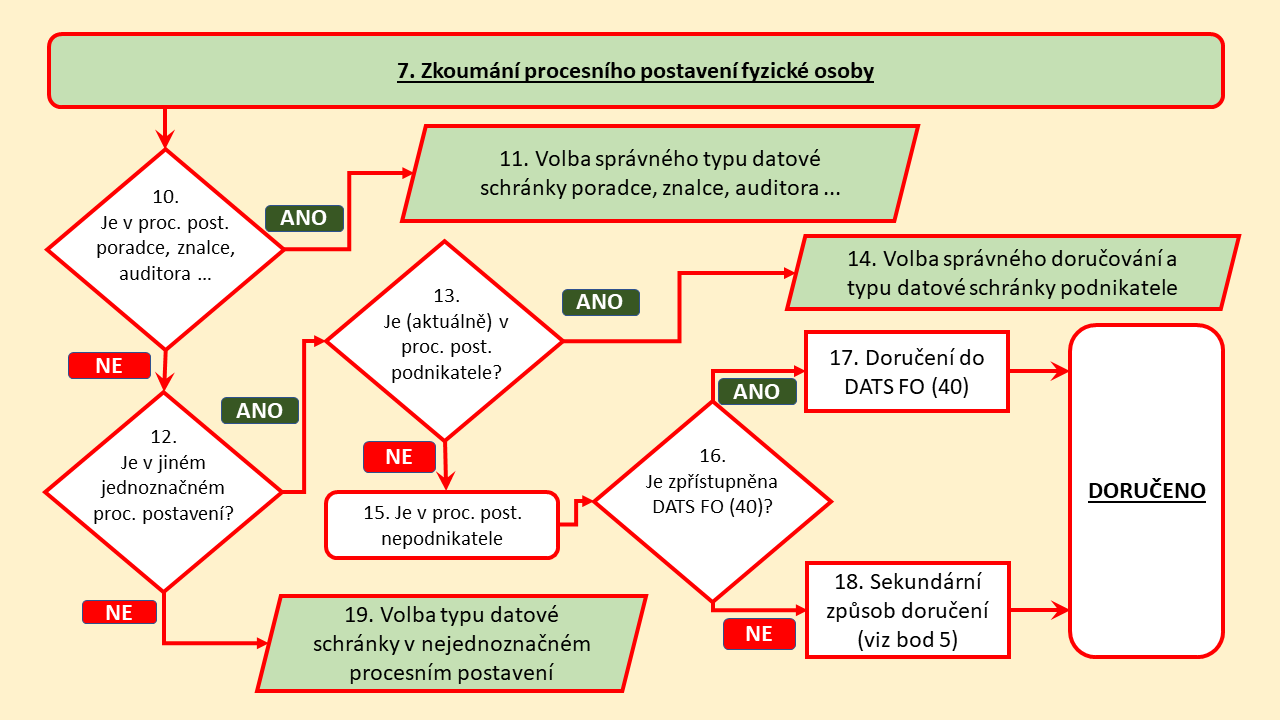 7. Zkoumání procesního postavení fyzické osoby
10.
Je v proc. post.
poradce, znalce,
auditora ...
ANO
11. Volba správného typu datové
schránky poradce, znalce, auditora ...
NE
12.
Je v jiném
jednoznačném
proc. postavení?
ANO
13.
Je (aktuálně) v
proc. post.
podnikatele?
ANO
14. Volba správného doručování a
typu datové schránky podnikatele
NE
15. Je v proc. post.
nepodnikatele
16.
Je zpřístupněna
DATS FO (40)?
ANO
17. Doručení do
DATS FO (40)
NE
18. Sekundární
způsob doručení
(viz bod 5)
DORUČENO
NE
19. Volba typu datové
schránky v nejednoznačném
procesním postavení